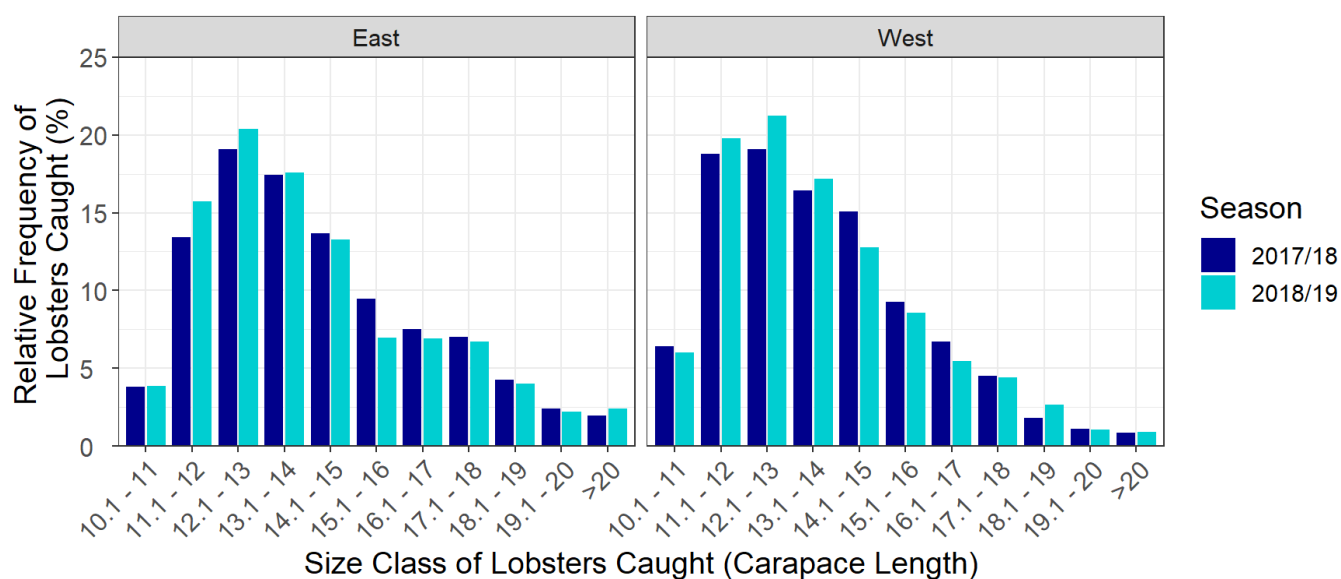 East
West
Relative Frequency of
Lobsters Caught (%)
25
20
15
10
5
0
10.1 - 11
11.1 - 12
12.1 - 13
13.1 - 14
14.1 - 15
15.1 - 16
16.1 - 17
17.1 - 18
18.1 - 19
19.1 - 20
>20
10.1 - 11
11.1 - 12
12.1 - 13
13.1 - 14
14.1 - 15
15.1 - 16
16.1 - 17
17.1 - 18
18.1 - 19
19.1 - 20
>20
Size Class of Lobsters Caught (Carapace Length)
Season
2017/18
2018/19